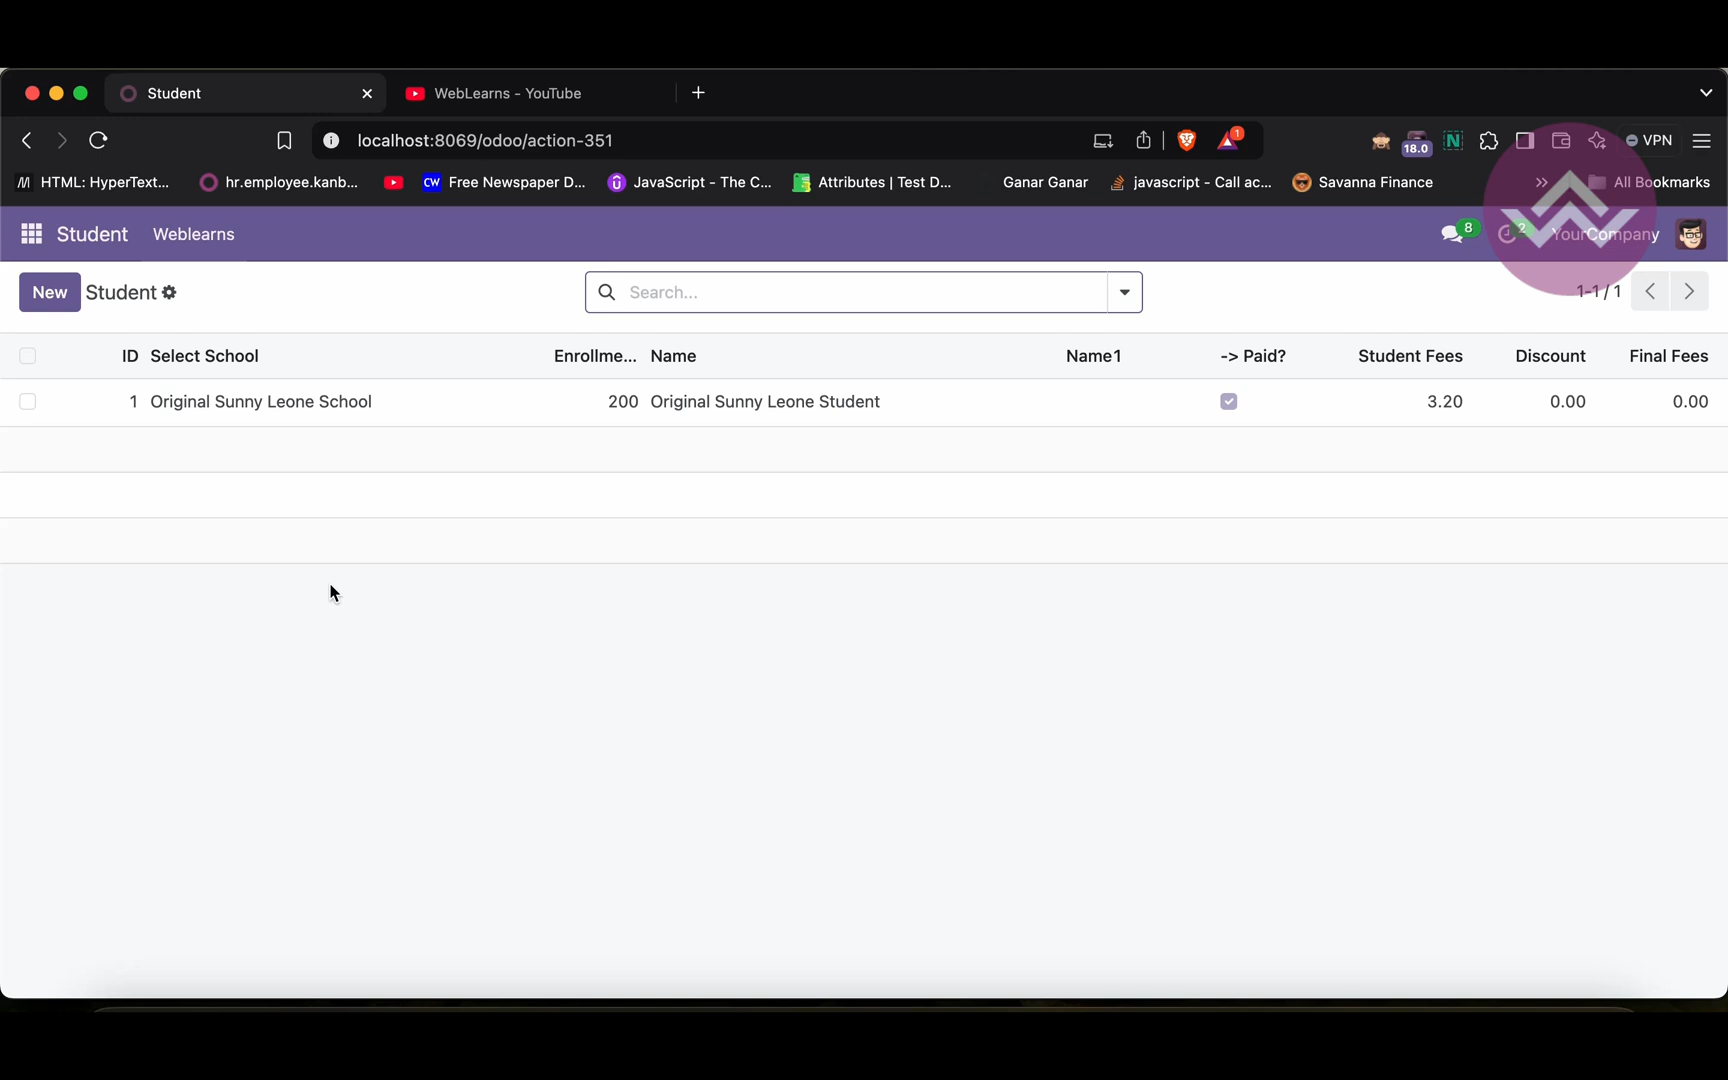 Student WebLearns - YouTube
localhost:8069/odoo/action-351 1 18.0 N VPN
HTML: HyperText... hr.employee.kanb... CW Free Newspaper D... JavaScript - The C... Attributes | Test D... Ganar Ganar javascript - Call ac... Savanna Finance » All Bookmarks
Student Weblearns 8 2 YourCompany
New Student Search... 1-1 / 1
ID Select School Enrollme... Name Name1 -> Paid? Student Fees Discount Final Fees
1 Original Sunny Leone School 200 Original Sunny Leone Student 3.20 0.00 0.00